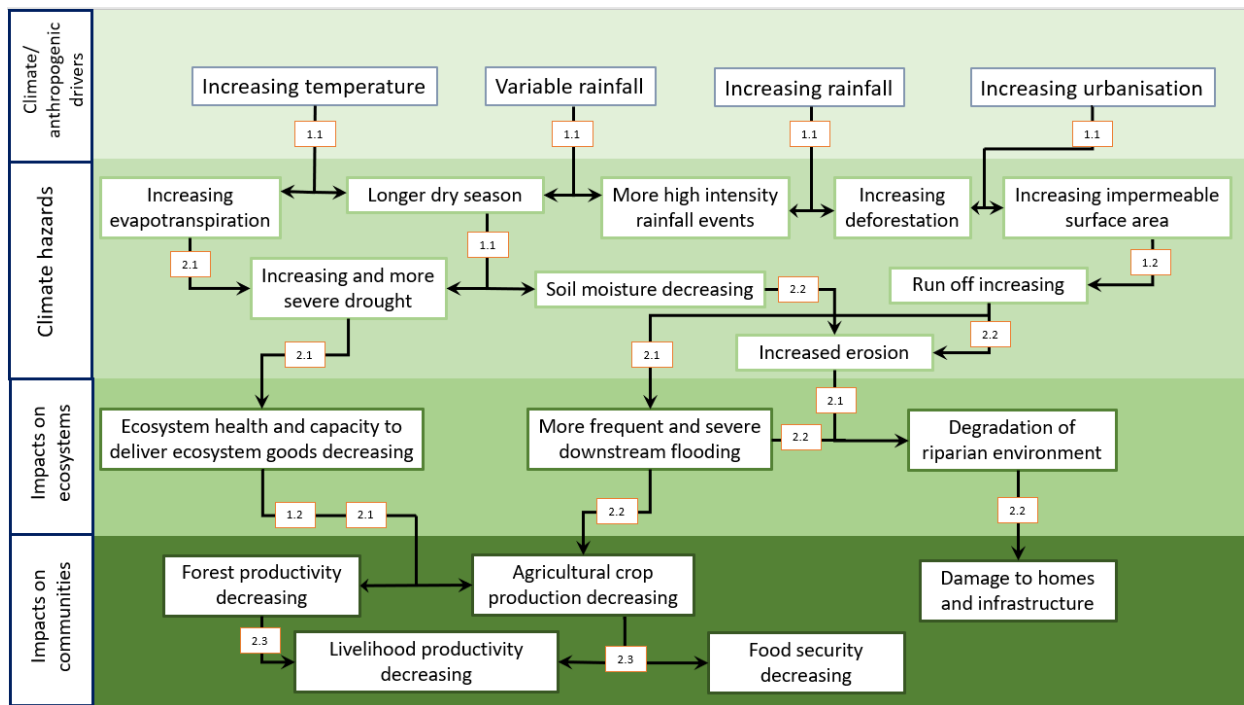 Climate/
anthropogenic
drivers
Increasing temperature
Variable rainfall
Increasing rainfall
Increasing urbanisation
1.1
1.1
1.1
1.1
Climate hazards
Increasing
evapotranspiration
Longer dry season
More high intensity
rainfall events
Increasing
deforestation
Increasing impermeable
surface area
1.1
2.1
1.2
Increasing and more
severe drought
Soil moisture decreasing
2.2
Run off increasing
2.2
2.1
2.1
Increased erosion
Impacts on
ecosystems
2.1
Ecosystem health and capacity to
deliver ecosystem goods decreasing
More frequent and severe
downstream flooding
2.2
Degradation of
riparian environment
1.2
2.1
2.2
2.2
Impacts on
communities
Forest productivity
decreasing
Agricultural crop
production decreasing
Damage to homes
and infrastructure
2.3
Livelihood productivity
decreasing
2.3
Food security
decreasing